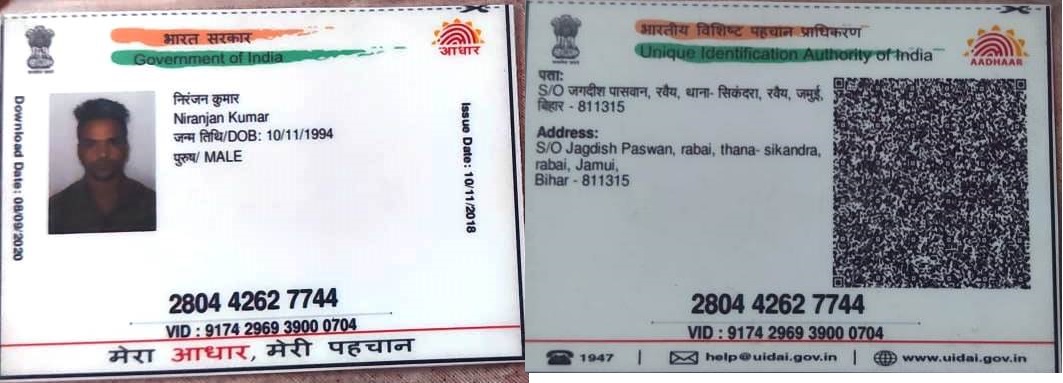 भारत सरकार
Government of India
आधार
Download Date: 08/09/2020
निरंजन कुमार
Niranjan Kumar
जन्म तिथि/DOB: 10/11/1994
पुरुष/ MALE
Issue Date: 10/11/2018
2804 4262 7744
VID : 9174 2969 3900 0704
मेरा आधार, मेरी पहचान
भारतीय विशिष्ट पहचान प्राधिकरण
Unique Identification Authority of India
AADHAAR
पता:
S/O जगदीश पासवान, रवैय, थाना- सिकंदरा, रवैय, जमुई,
बिहार - 811315
Address:
S/O Jagdish Paswan, rabai, thana- sikandra,
rabai, Jamui,
Bihar - 811315
2804 4262 7744
VID : 9174 2969 3900 0704
1947 | help@uidai.gov.in | www.uidai.gov.in